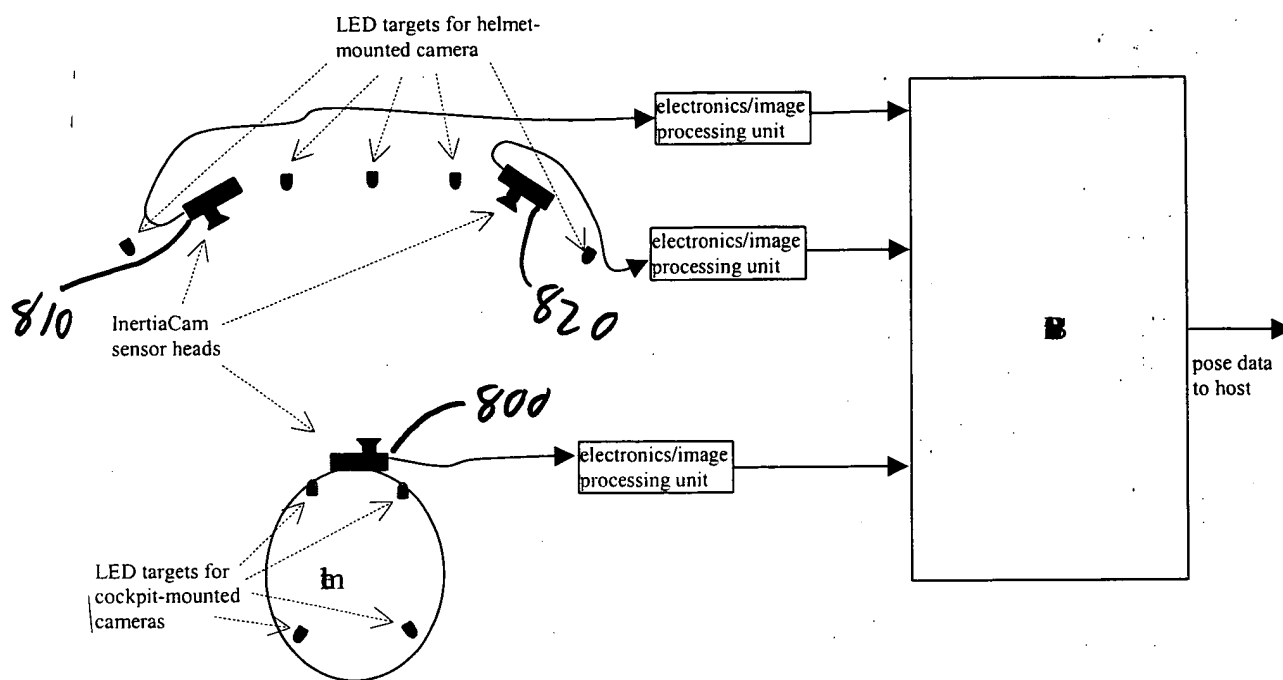 LED targets for helmet-
mounted camera
electronics/image
processing unit
electronics/image
processing unit
810
820
InertiaCam
sensor heads
pose data
to host
800
electronics/image
processing unit
LED targets for
cockpit-mounted
cameras